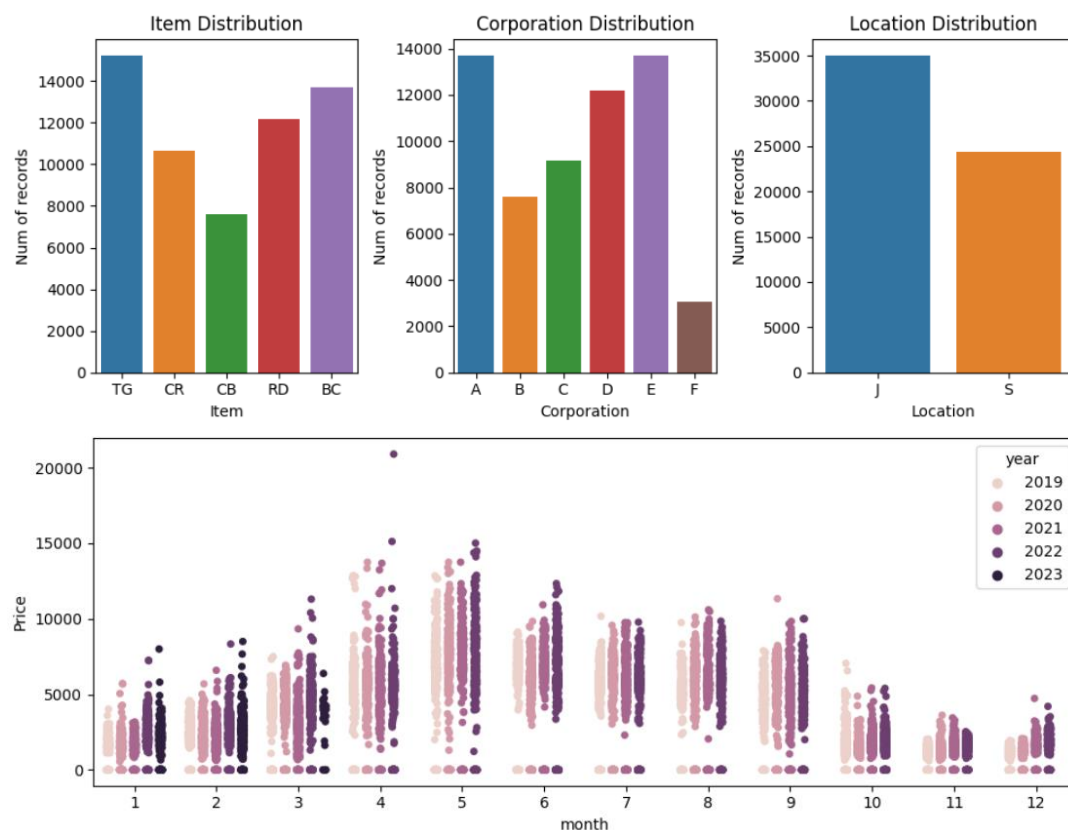 Item Distribution
Num of records
14000
12000
10000
8000
6000
4000
2000
0
TG CR CB RD BC
Item
Corporation Distribution
Num of records
14000
12000
10000
8000
6000
4000
2000
0
A B C D E F
Corporation
Location Distribution
Num of records
35000
30000
25000
20000
15000
10000
5000
0
J S
Location
Price
20000
15000
10000
5000
0
1 2 3 4 5 6 7 8 9 10 11 12
month
year
2019
2020
2021
2022
2023